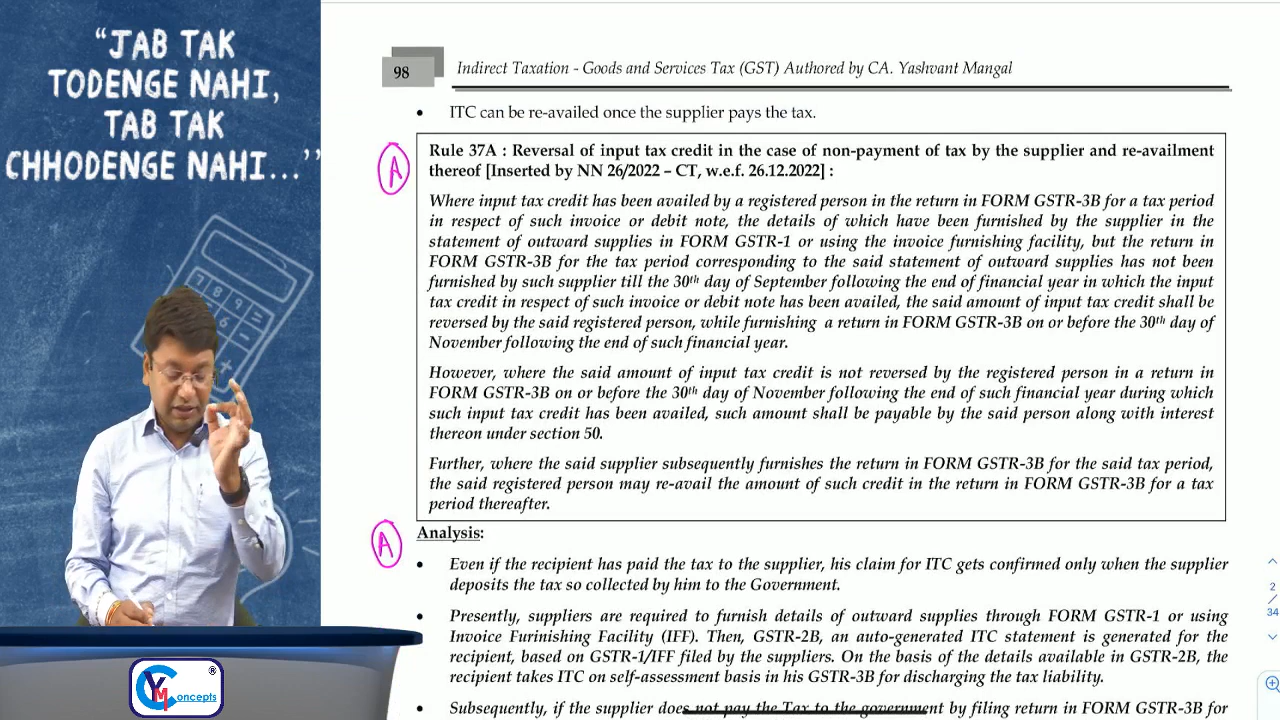 “JAB TAK
TODENGE NAHI,
TAB TAK
CHHODENGE NAHI...’’
98
Indirect Taxation - Goods and Services Tax (GST) Authored by CA. Yashvant Mangal
• ITC can be re-availed once the supplier pays the tax.
A
Rule 37A : Reversal of input tax credit in the case of non-payment of tax by the supplier and re-availment
thereof [Inserted by NN 26/2022 – CT, w.e.f. 26.12.2022] :
Where input tax credit has been availed by a registered person in the return in FORM GSTR-3B for a tax period
in respect of such invoice or debit note, the details of which have been furnished by the supplier in the
statement of outward supplies in FORM GSTR-1 or using the invoice furnishing facility, but the return in
FORM GSTR-3B for the tax period corresponding to the said statement of outward supplies has not been
furnished by such supplier till the 30th day of September following the end of financial year in which the input
tax credit in respect of such invoice or debit note has been availed, the said amount of input tax credit shall be
reversed by the said registered person, while furnishing a return in FORM GSTR-3B on or before the 30th day of
November following the end of such financial year.
However, where the said amount of input tax credit is not reversed by the registered person in a return in
FORM GSTR-3B on or before the 30th day of November following the end of such financial year during which
such input tax credit has been availed, such amount shall be payable by the said person along with interest
thereon under section 50.
Further, where the said supplier subsequently furnishes the return in FORM GSTR-3B for the said tax period,
the said registered person may re-avail the amount of such credit in the return in FORM GSTR-3B for a tax
period thereafter.
A
Analysis:
• Even if the recipient has paid the tax to the supplier, his claim for ITC gets confirmed only when the supplier
deposits the tax so collected by him to the Government.
• Presently, suppliers are required to furnish details of outward supplies through FORM GSTR-1 or using
Invoice Furinishing Facility (IFF). Then, GSTR-2B, an auto-generated ITC statement is generated for the
recipient, based on GSTR-1/IFF filed by the suppliers. On the basis of the details available in GSTR-2B, the
recipient takes ITC on self-assessment basis in his GSTR-3B for discharging the tax liability.
• Subsequently, if the supplier does not pay the Tax to the government by filing return in FORM GSTR-3B for
2
34
7 8 9
YM Concepts